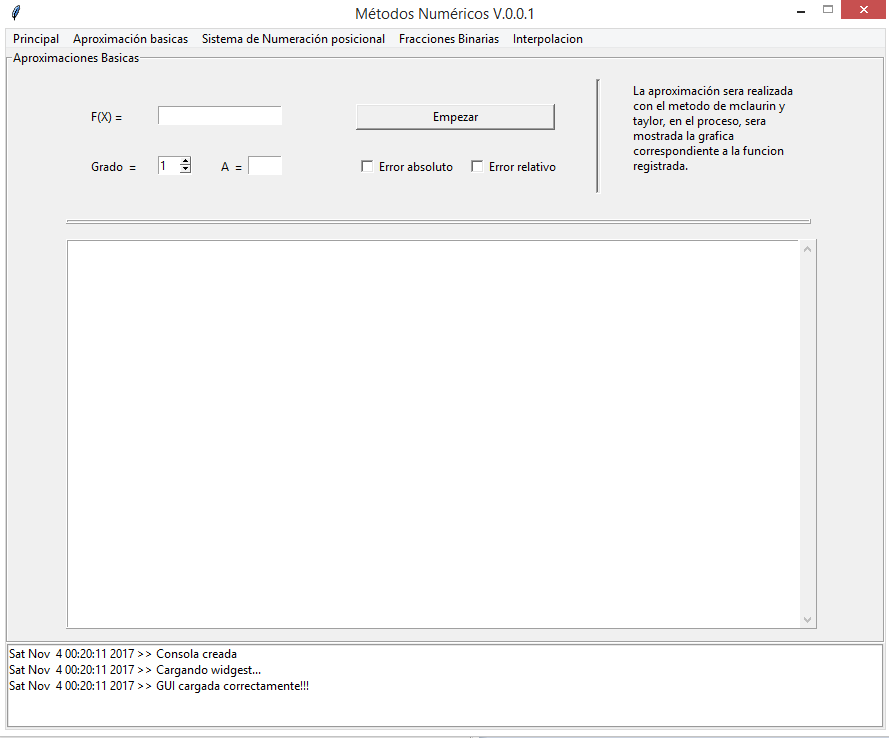 Métodos Numéricos V.0.0.1
Principal Aproximación basicas Sistema de Numeración posicional Fracciones Binarias Interpolacion
Aproximaciones Basicas
F(X) =
Empezar
Grado =
1
A =
Error absoluto
Error relativo
La aproximación sera realizada
con el metodo de mclaurin y
taylor, en el proceso, sera
mostrada la grafica
correspondiente a la funcion
registrada.
Sat Nov 4 00:20:11 2017 >> Consola creada
Sat Nov 4 00:20:11 2017 >> Cargando widgest...
Sat Nov 4 00:20:11 2017 >> GUI cargada correctamente!!!